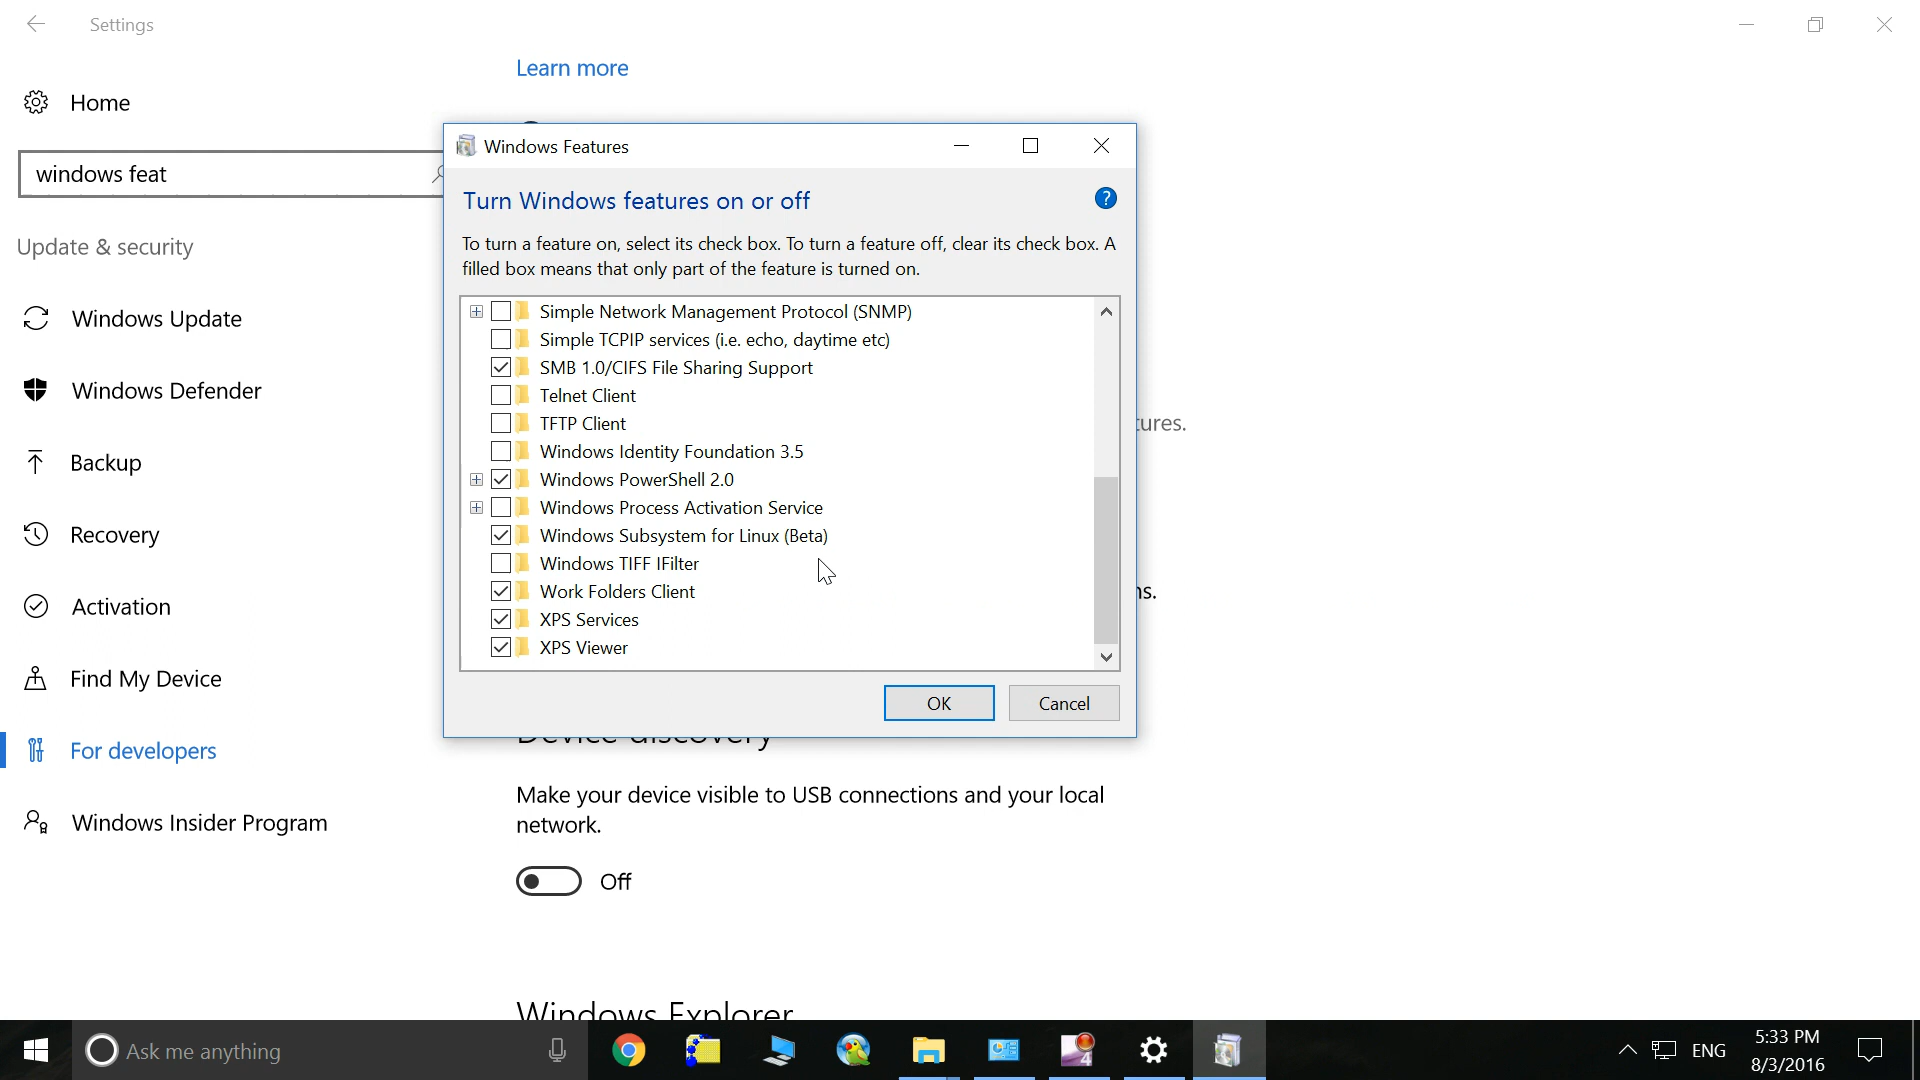 Settings
Learn more
Home
windows feat
Update & security
Windows Update
Windows Defender
Backup
Recovery
Activation
Find My Device
For developers
Windows Insider Program
Windows Features
Turn Windows features on or off
?
To turn a feature on, select its check box. To turn a feature off, clear its check box. A
filled box means that only part of the feature is turned on.
Simple Network Management Protocol (SNMP)
Simple TCPIP services (i.e. echo, daytime etc)
SMB 1.0/CIFS File Sharing Support
Telnet Client
TFTP Client
Windows Identity Foundation 3.5
Windows PowerShell 2.0
Windows Process Activation Service
Windows Subsystem for Linux (Beta)
Windows TIFF IFilter
Work Folders Client
XPS Services
XPS Viewer
OK Cancel
tures.
ns.
Device discovery
Make your device visible to USB connections and your local
network.
Off
Windows Explorer
Ask me anything
4
ENG
5:33 PM
8/3/2016